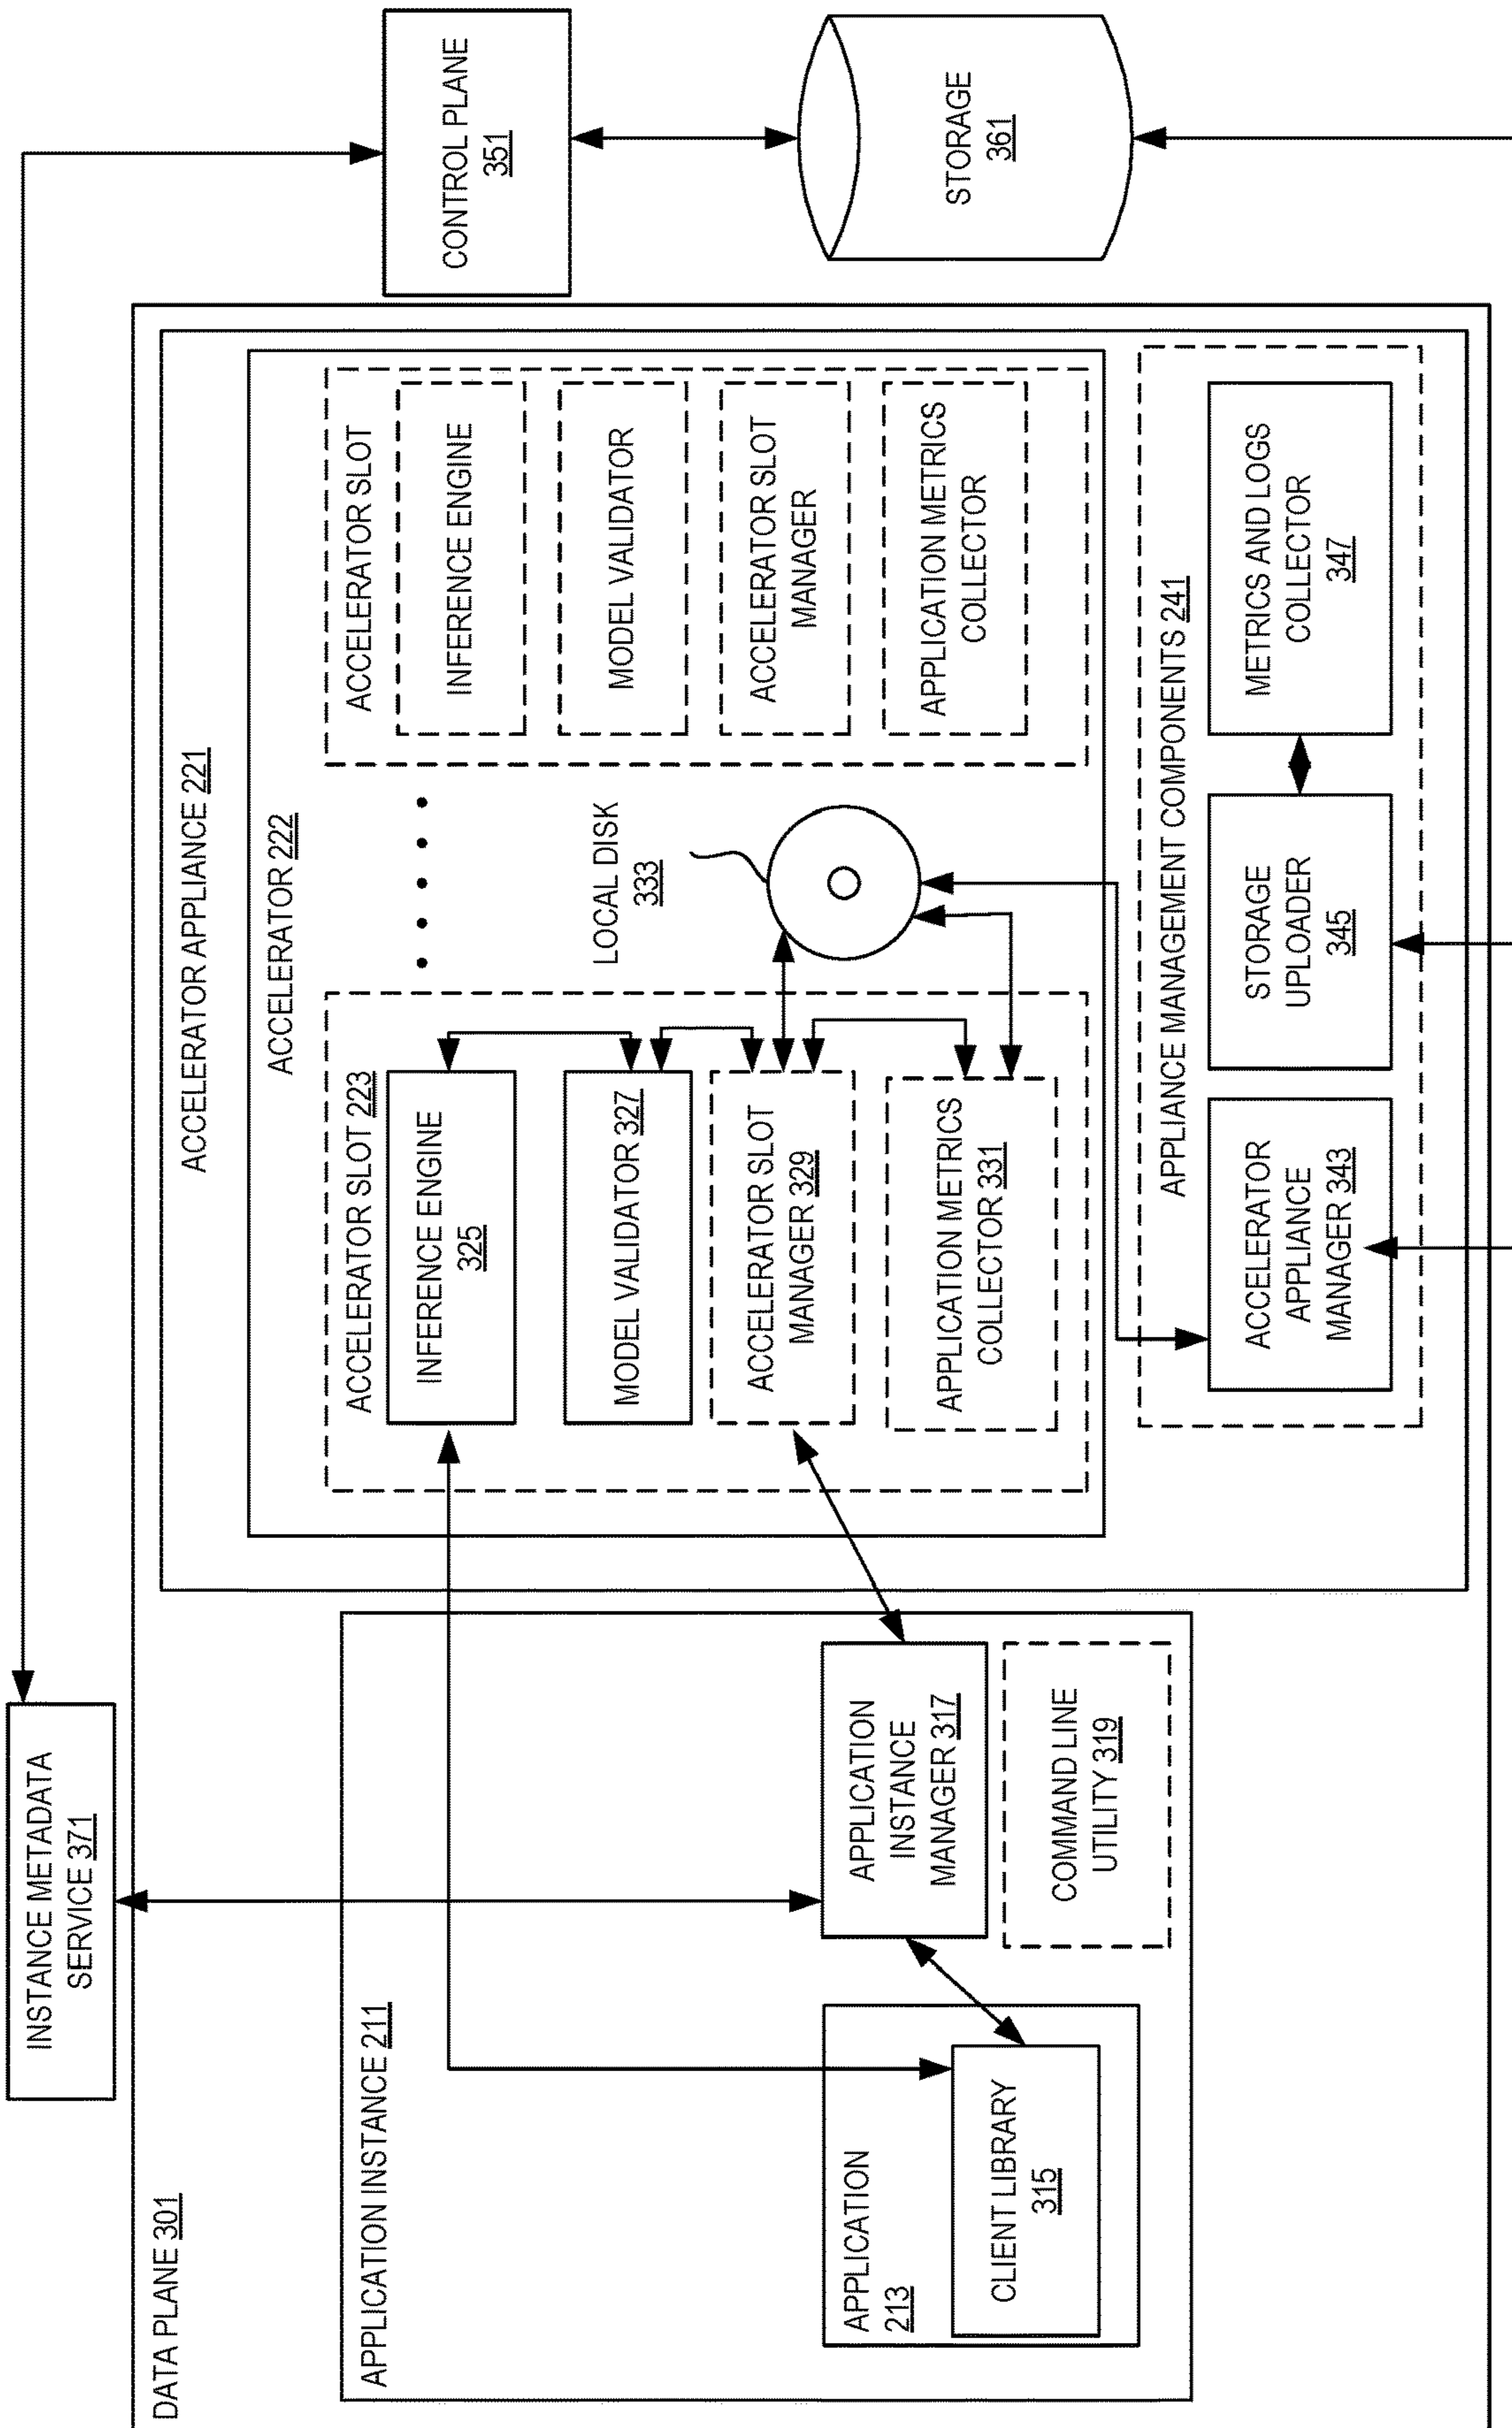 DATA PLANE 301
INSTANCE METADATA
SERVICE 371
APPLICATION INSTANCE 211
APPLICATION
213
CLIENT LIBRARY
315
APPLICATION
INSTANCE
MANAGER 317
COMMAND LINE
UTILITY 319
ACCELERATOR APPLIANCE 221
ACCELERATOR 222
ACCELERATOR SLOT 223
INFERENCE ENGINE
325
MODEL VALIDATOR 327
ACCELERATOR SLOT
MANAGER 329
APPLICATION METRICS
COLLECTOR 331
LOCAL DISK
333
ACCELERATOR SLOT
INFERENCE ENGINE
MODEL VALIDATOR
ACCELERATOR SLOT
MANAGER
APPLICATION METRICS
COLLECTOR
APPLIANCE MANAGEMENT COMPONENTS 241
ACCELERATOR
APPLIANCE
MANAGER 343
STORAGE
UPLOADER
345
METRICS AND LOGS
COLLECTOR
347
CONTROL PLANE
351
STORAGE
361